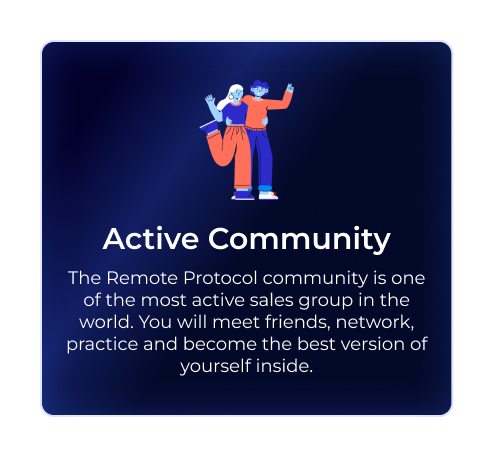 Active Community
The Remote Protocol community is one
of the most active sales group in the
world. You will meet friends, network,
practice and become the best version of
yourself inside.